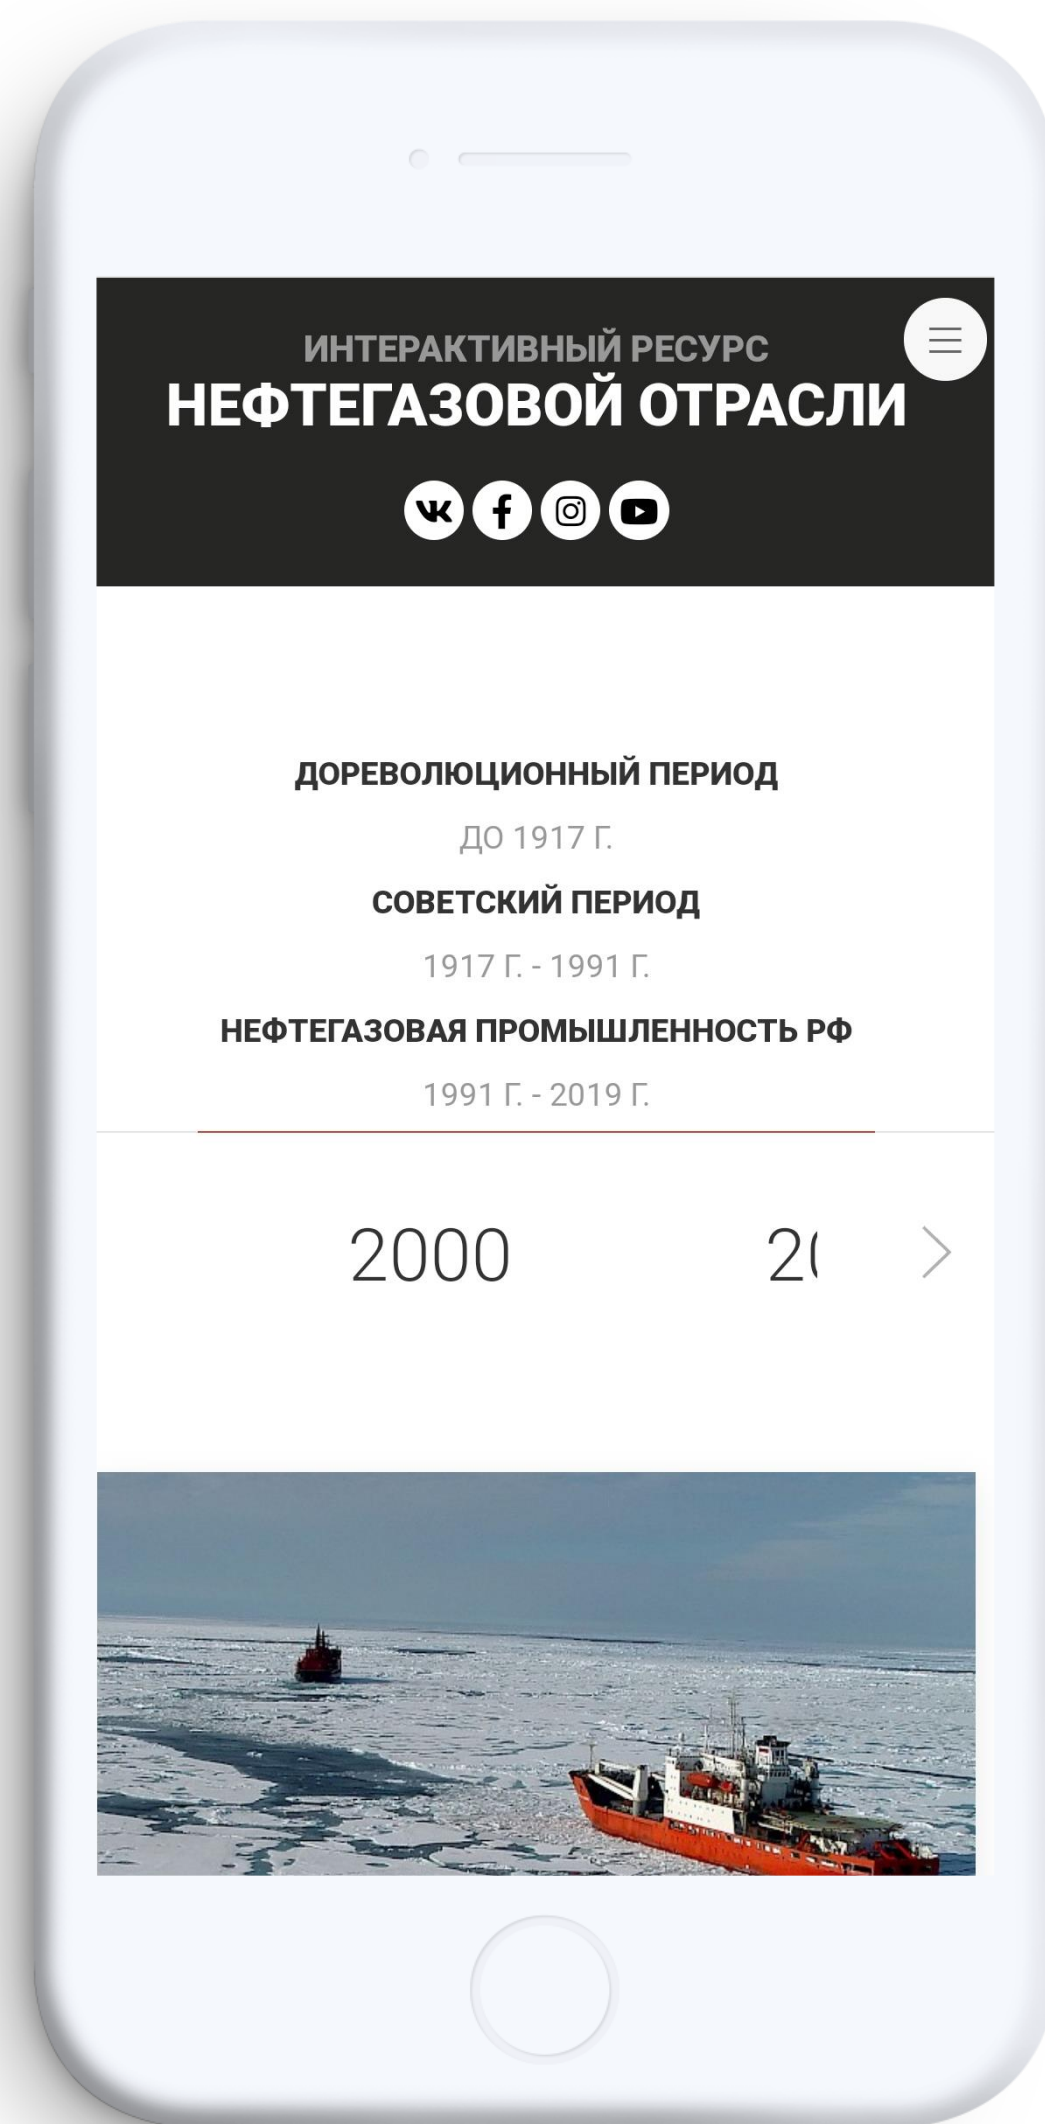 ИНТЕРАКТИВНЫЙ РЕСУРС
НЕФТЕГАЗОВОЙ ОТРАСЛИ
ДОРЕВОЛЮЦИОННЫЙ ПЕРИОД
ДО 1917 Г.
СОВЕТСКИЙ ПЕРИОД
1917 Г. - 1991 Г.
НЕФТЕГАЗОВАЯ ПРОМЫШЛЕННОСТЬ РФ
1991 Г. - 2019 Г.
2000